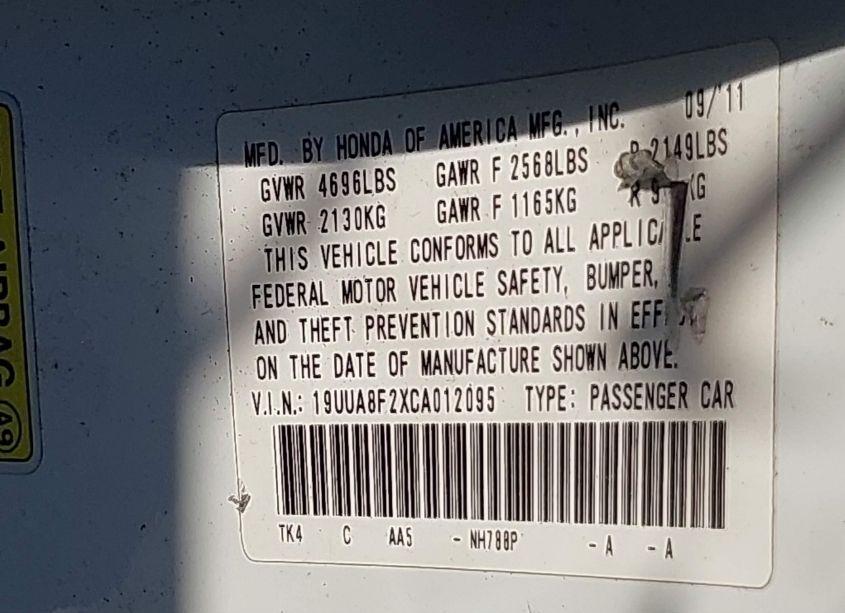 MFD. BY HONDA OF AMERICA MFG., INC. 09/'11
GVWR 4696LBS GAWR F 2568LBS R 2149LBS
GVWR 2130KG GAWR F 1165KG R
THIS VEHICLE CONFORMS TO ALL
FEDERAL MOTOR VEHICLE SAFETY, BUMPER,
AND THEFT PREVENTION STANDARDS IN
ON THE DATE OF MANUFACTURE SHOWN ABOVE.
V.I.N.: 19UUA8F2XCA012095 TYPE: PASSENGER CAR
TK4 C AA5 - NH788P - A - A
AIRBAG A9